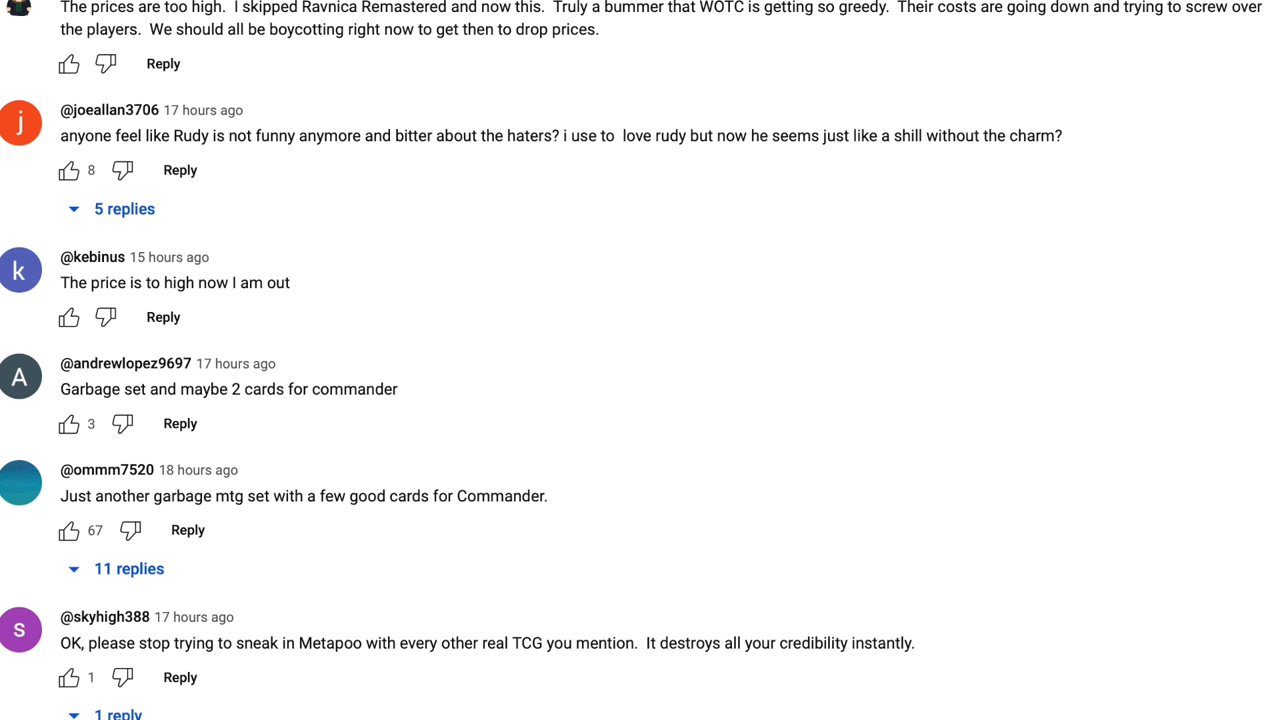 The prices are too high.  I skipped Ravnica Remastered and now this.  Truly a bummer that WOTC is getting so greedy.  Their costs are going down and trying to screw over
the players.  We should all be boycotting right now to get then to drop prices.
Reply
j
@joeallan3706 17 hours ago
anyone feel like Rudy is not funny anymore and bitter about the haters? i use to  love rudy but now he seems just like a shill without the charm?
8 Reply
5 replies
k
@kebinus 15 hours ago
The price is to high now I am out
Reply
A
@andrewlopez9697 17 hours ago
Garbage set and maybe 2 cards for commander
3 Reply
@ommm7520 18 hours ago
Just another garbage mtg set with a few good cards for Commander.
67 Reply
11 replies
s
@skyhigh388 17 hours ago
OK, please stop trying to sneak in Metapoo with every other real TCG you mention.  It destroys all your credibility instantly.
1 Reply
1 reply